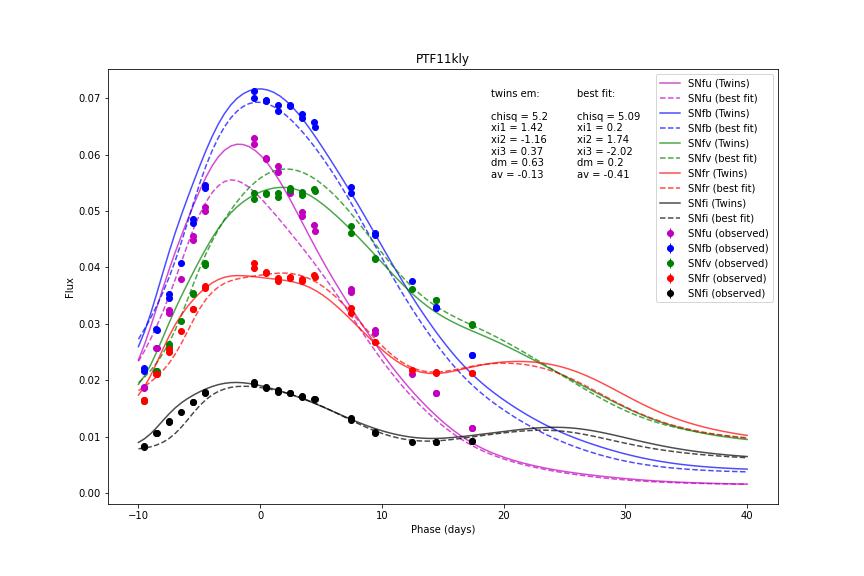 PTF11kly
Flux
0.07
0.06
0.05
0.04
0.03
0.02
0.01
0.00
−10
0
10
20
30
40
Phase (days)
twins em:
chisq = 5.2
xi1 = 1.42
xi2 = -1.16
xi3 = 0.37
dm = 0.63
av = -0.13
best fit:
chisq = 5.09
xi1 = 0.2
xi2 = 1.74
xi3 = -2.02
dm = 0.2
av = -0.41
SNfu (Twins)
SNfu (best fit)
SNfb (Twins)
SNfb (best fit)
SNfv (Twins)
SNfv (best fit)
SNfr (Twins)
SNfr (best fit)
SNfi (Twins)
SNfi (best fit)
SNfu (observed)
SNfb (observed)
SNfv (observed)
SNfr (observed)
SNfi (observed)